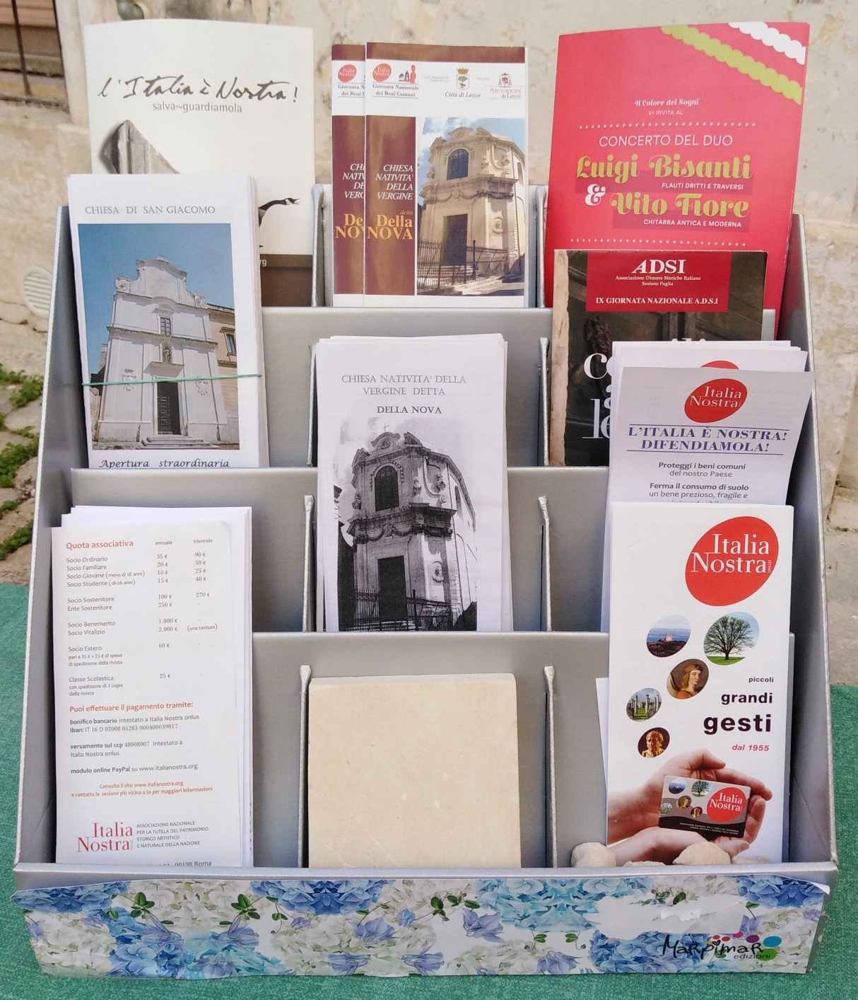 l'Italia è Nostra!
salva~guardiamola
rg
Italia
Nostra
Giornata N
dei Beni C
CHI
NATIV
DE
VERG
De
NOV
Italia
Nostra
Giornata Nazionale
dei Beni Comuni
Città di Lecce
ARCIDIOCESI
di LECCE
CHIESA
NATIVITA'
DELLA
VERGINE
detta
Della
NOVA
Il Colore dei Sogni
VI INVITA AL
CONCERTO DEL DUO
Luigi Bisanti
FLAUTI DRITTI E TRAVERSI
& Vito Fiore
CHITARRA ANTICA E MODERNA
CHIESA DI SAN GIACOMO
Apertura straordinaria
CHIESA NATIVITA' DELLA
VERGINE DETTA
DELLA NOVA
ADSI
Associazione Dimore Storiche Italiane
Sezione Puglia
IX GIORNATA NAZIONALE A.D.S.I
Italia
Nostra
L'ITALIA È NOSTRA!
DIFENDIAMOLA!
Proteggi i beni comuni
del nostro Paese
Ferma il consumo di suolo
un bene prezioso, fragile e
Quota associativa annuale triennale
Socio Ordinario 35 € 90 €
Socio Familiare 20 € 50 €
Socio Giovane (meno di 18 anni) 10 € 25 €
Socio Studente (18-26 anni) 15 € 40 €
Socio Sostenitore 100 € 270 €
Ente Sostenitore 250 € -
Socio Benemerito 1.000 € -
Socio Vitalizio 2.000 € (una tantum)
Socio Estero 60 € -
pari a 35 € + 25 € di spese
di spedizione della rivista
Classe Scolastica 25 € -
con spedizione di 3 copie
della rivista
Puoi effettuare il pagamento tramite:
bonifico bancario intestato a Italia Nostra onlus
Iban: IT 16 D 02008 05283 000400039817
versamento sul ccp 48008007 intestato a
Italia Nostra onlus
modulo online PayPal su www.italianostra.org
Consulta il sito www.italianostra.org
o contatta la sezione più vicina a te per maggiori informazioni
Italia
Nostra
ASSOCIAZIONE NAZIONALE
PER LA TUTELA DEL PATRIMONIO
STORICO ARTISTICO
E NATURALE DELLA NAZIONE
00198 Roma
Italia
Nostra
piccoli
grandi
gesti
dal 1955
Italia
Nostra
Marpimar
edizioni